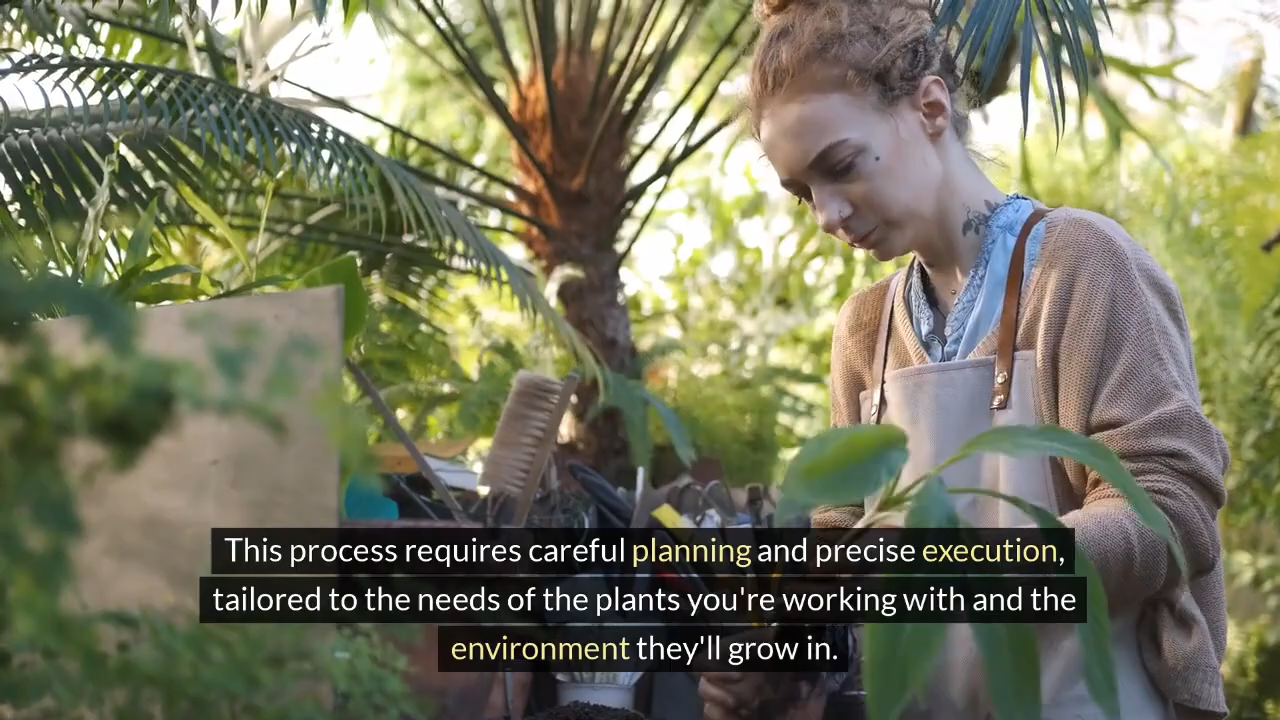 This process requires careful planning and precise execution,
tailored to the needs of the plants you're working with and the
environment they'll grow in.